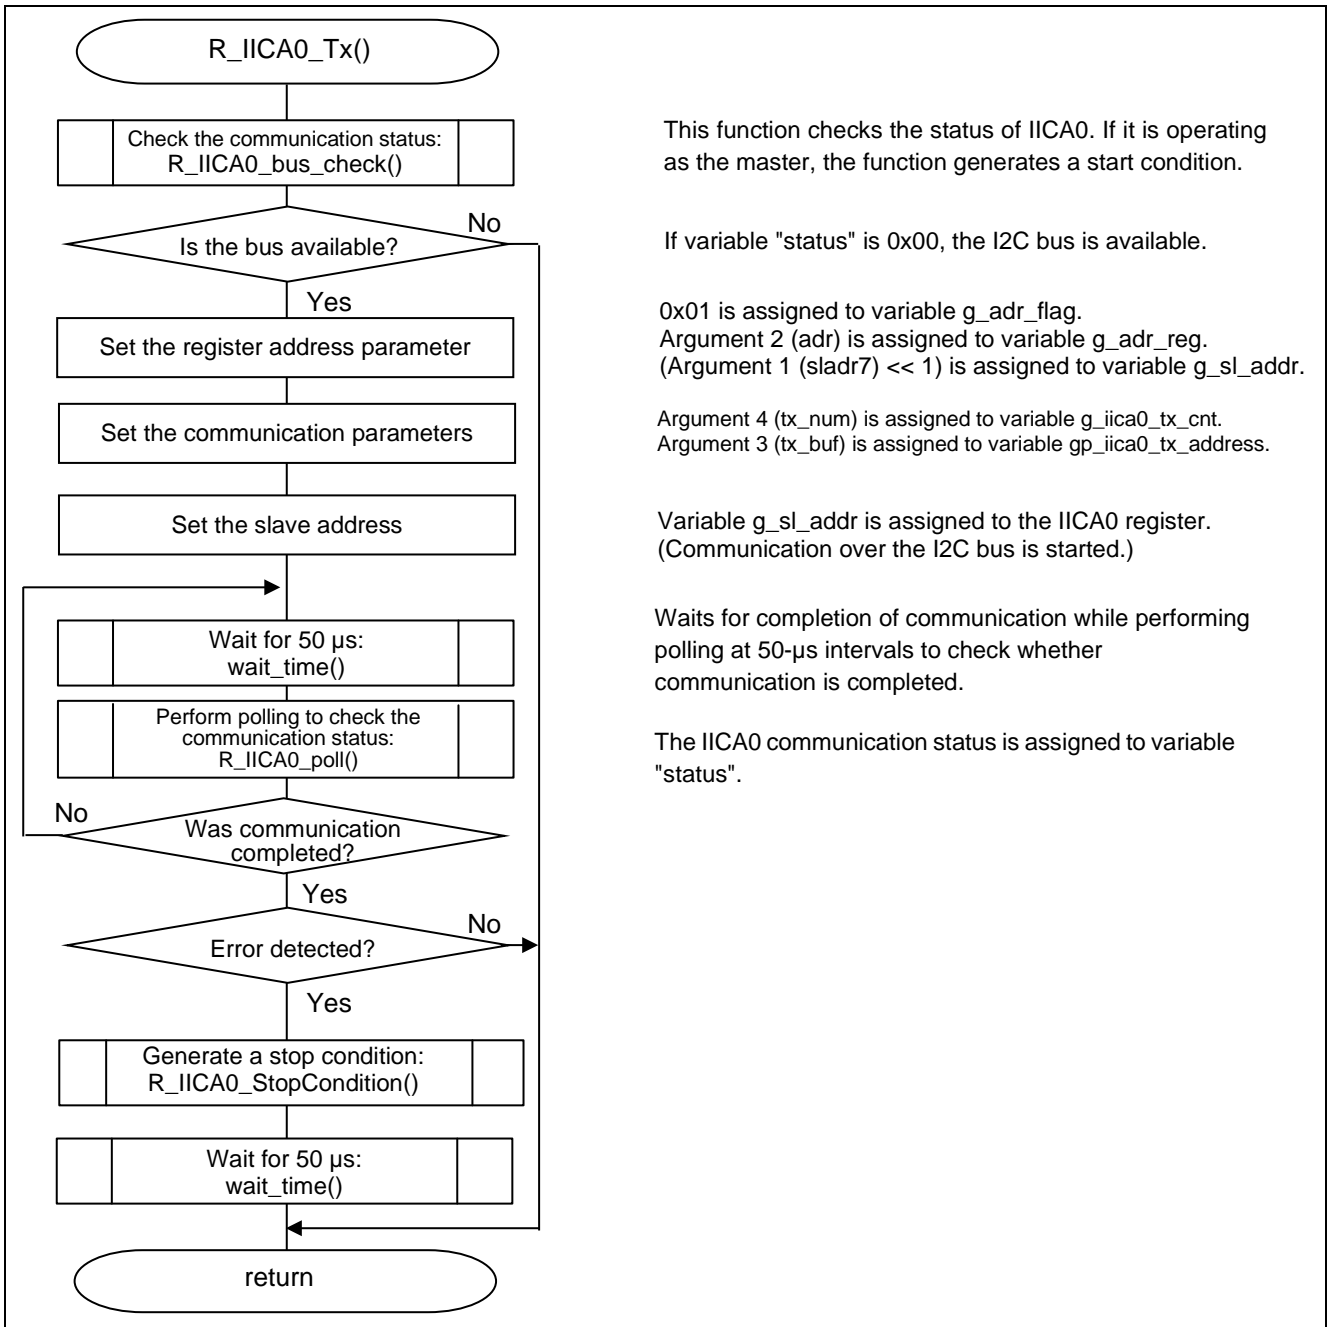 R_IICA0_Tx()
Check the communication status:
R_IICA0_bus_check()
This function checks the status of IICA0. If it is operating
as the master, the function generates a start condition.
No
Is the bus available?
If variable "status" is 0x00, the I2C bus is available.
Yes
Set the register address parameter
0x01 is assigned to variable g_adr_flag.
Argument 2 (adr) is assigned to variable g_adr_reg.
(Argument 1 (sladr7) << 1) is assigned to variable g_sl_addr.
Set the communication parameters
Argument 4 (tx_num) is assigned to variable g_iica0_tx_cnt.
Argument 3 (tx_buf) is assigned to variable gp_iica0_tx_address.
Set the slave address
Variable g_sl_addr is assigned to the IICA0 register.
(Communication over the I2C bus is started.)
Wait for 50 µs:
wait_time()
Waits for completion of communication while performing
polling at 50-µs intervals to check whether
communication is completed.
Perform polling to check the
communication status:
R_IICA0_poll()
The IICA0 communication status is assigned to variable
"status".
No
Was communication
completed?
Yes
No
Error detected?
Yes
Generate a stop condition:
R_IICA0_StopCondition()
Wait for 50 µs:
wait_time()
return